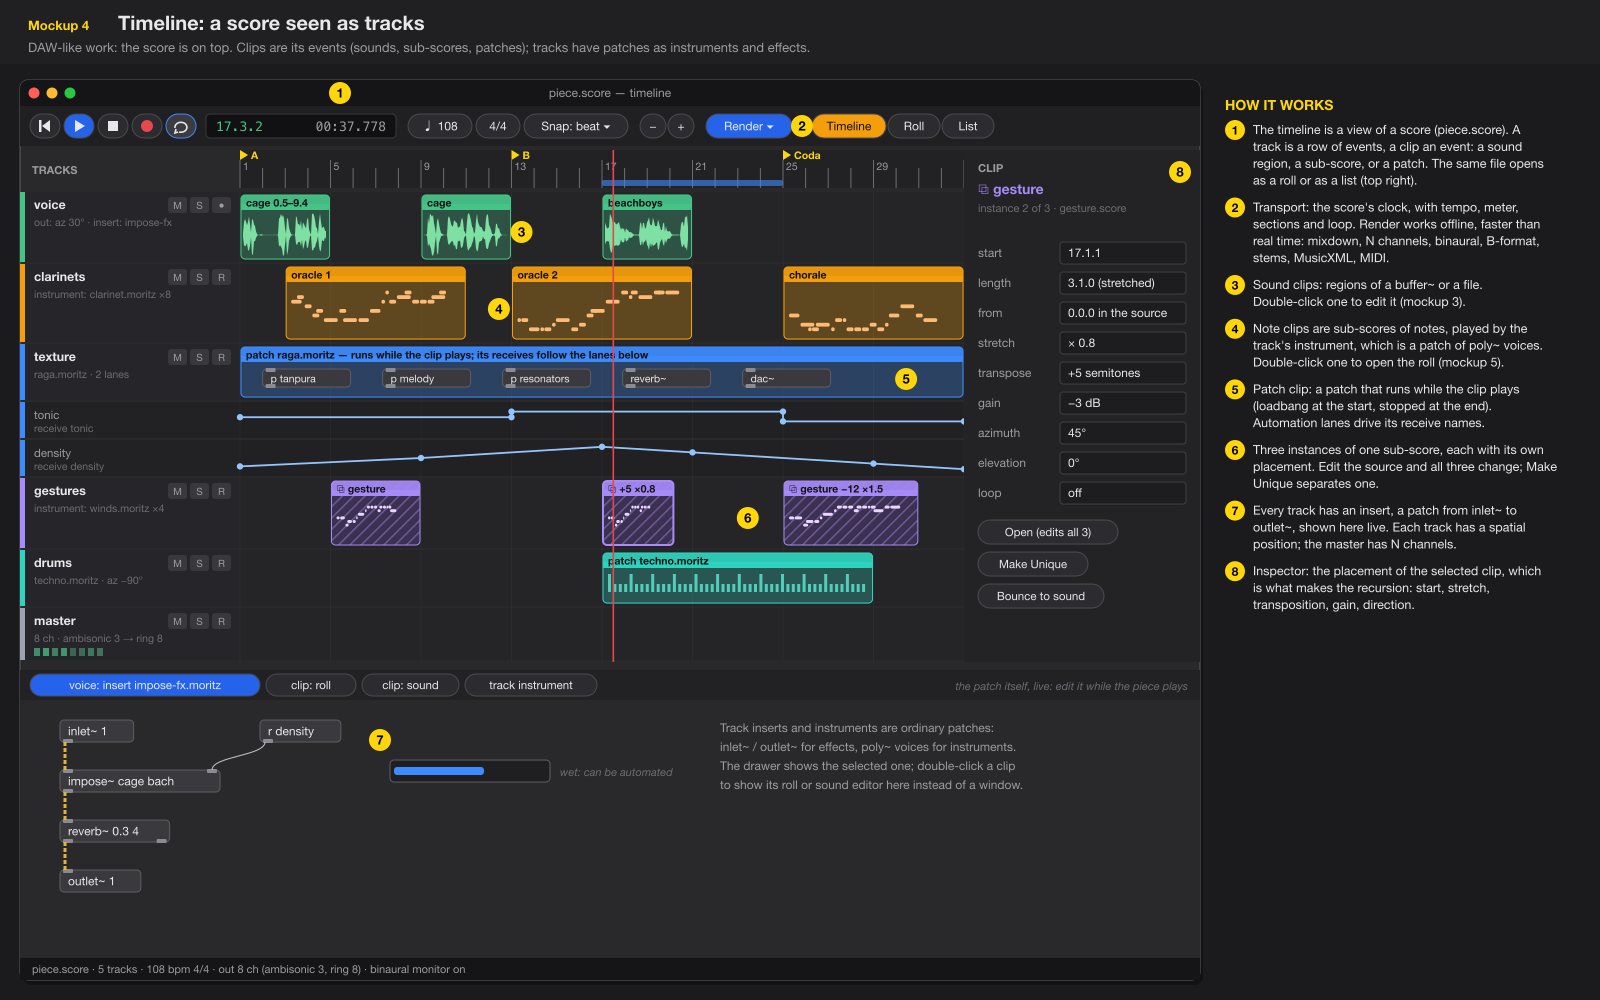 Mockup 4 Timeline: a score seen as tracks
DAW-like work: the score is on top. Clips are its events (sounds, sub-scores, patches); tracks have patches as instruments and effects.
1
piece.score — timeline
17.3.2 00:37.778
♩ 108
4/4
Snap: beat
−
+
Render
2
Timeline
Roll
List
TRACKS
A
B
Coda
1
5
9
13
17
21
25
29
voice
M S ●
out: az 30° · insert: impose-fx
cage 0.5–9.4
cage
beachboys
3
clarinets
M S R
instrument: clarinet.moritz ×8
oracle 1
oracle 2
chorale
4
texture
M S R
raga.moritz · 2 lanes
patch raga.moritz — runs while the clip plays; its receives follow the lanes below
p tanpura
p melody
p resonators
reverb~
dac~
5
tonic
receive tonic
density
receive density
gestures
M S R
instrument: winds.moritz ×4
gesture
+5 ×0.8
gesture −12 ×1.5
6
drums
M S R
techno.moritz · az −90°
patch techno.moritz
master
M S R
8 ch · ambisonic 3 → ring 8
CLIP
8
gesture
instance 2 of 3 · gesture.score
start 17.1.1
length 3.1.0 (stretched)
from 0.0.0 in the source
stretch × 0.8
transpose +5 semitones
gain −3 dB
azimuth 45°
elevation 0°
loop off
Open (edits all 3)
Make Unique
Bounce to sound
voice: insert impose-fx.moritz
clip: roll
clip: sound
track instrument
the patch itself, live: edit it while the piece plays
inlet~ 1
r density
7
impose~ cage bach
wet: can be automated
reverb~ 0.3 4
outlet~ 1
Track inserts and instruments are ordinary patches:
inlet~ / outlet~ for effects, poly~ voices for instruments.
The drawer shows the selected one; double-click a clip
to show its roll or sound editor here instead of a window.
piece.score · 5 tracks · 108 bpm 4/4 · out 8 ch (ambisonic 3, ring 8) · binaural monitor on
HOW IT WORKS
1 The timeline is a view of a score (piece.score). A
track is a row of events, a clip an event: a sound
region, a sub-score, or a patch. The same file opens
as a roll or as a list (top right).
2 Transport: the score's clock, with tempo, meter,
sections and loop. Render works offline, faster than
real time: mixdown, N channels, binaural, B-format,
stems, MusicXML, MIDI.
3 Sound clips: regions of a buffer~ or a file.
Double-click one to edit it (mockup 3).
4 Note clips are sub-scores of notes, played by the
track's instrument, which is a patch of poly~ voices.
Double-click one to open the roll (mockup 5).
5 Patch clip: a patch that runs while the clip plays
(loadbang at the start, stopped at the end).
Automation lanes drive its receive names.
6 Three instances of one sub-score, each with its own
placement. Edit the source and all three change; Make
Unique separates one.
7 Every track has an insert, a patch from inlet~ to
outlet~, shown here live. Each track has a spatial
position; the master has N channels.
8 Inspector: the placement of the selected clip, which
is what makes the recursion: start, stretch,
transposition, gain, direction.